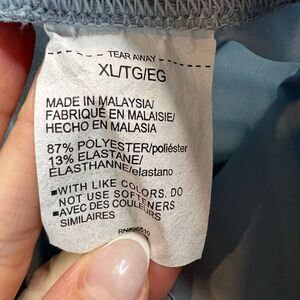 TEAR AWAY
XL/TG/EG
MADE IN MALAYSIA/
FABRIQUÉ EN MALAISIE/
HECHO EN MALASIA
87% POLYESTER/poliéster
13% ELASTANE/
ÉLASTHANNE/elastano
▪WITH LIKE COLORS, DO
NOT USE SOFTENERS
▪AVEC DES COULEURS
SIMILAIRES